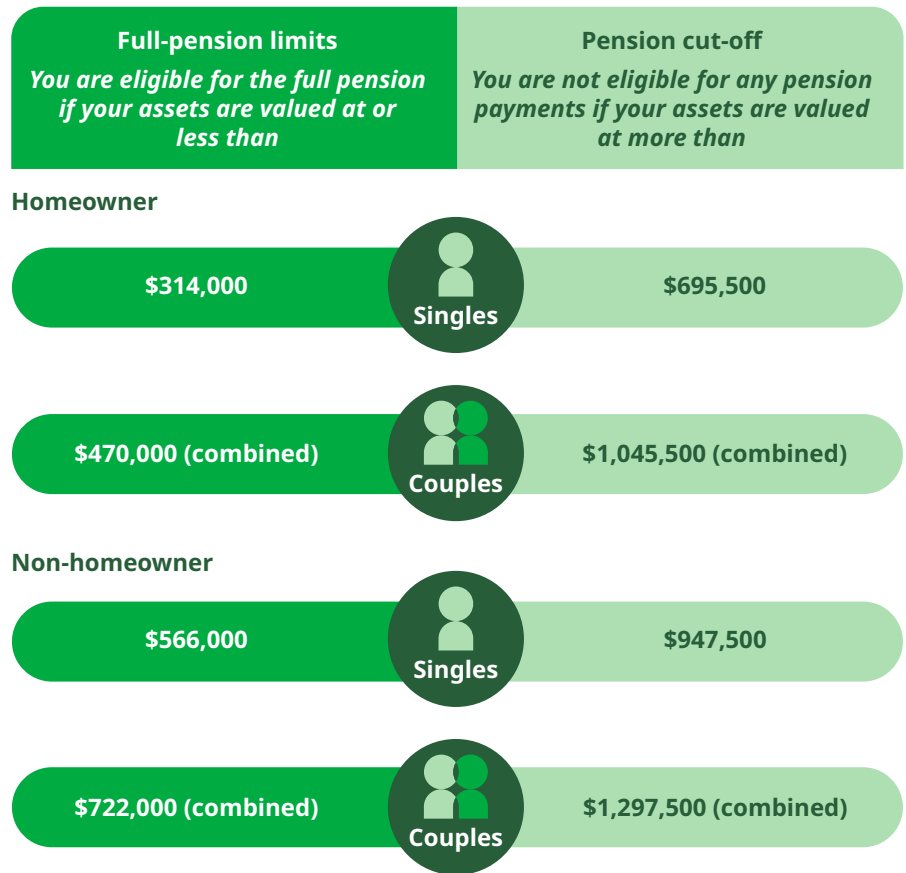 Full-pension limits
You are eligible for the full pension
if your assets are valued at or
less than
Pension cut-off
You are not eligible for any pension
payments if your assets are valued
at more than
Homeowner
$314,000
Singles
$695,500
$470,000 (combined)
Couples
$1,045,500 (combined)
Non-homeowner
$566,000
Singles
$947,500
$722,000 (combined)
Couples
$1,297,500 (combined)